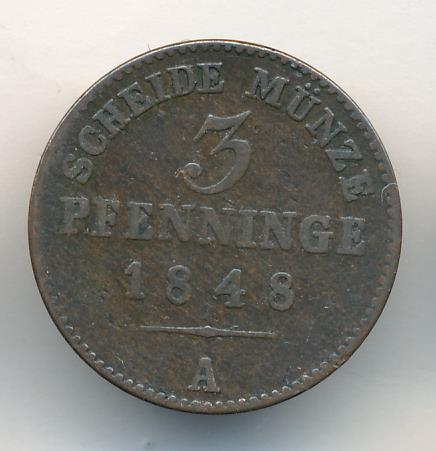 SCHEIDE MÜNZE
3
PFENNINGE
1848
A